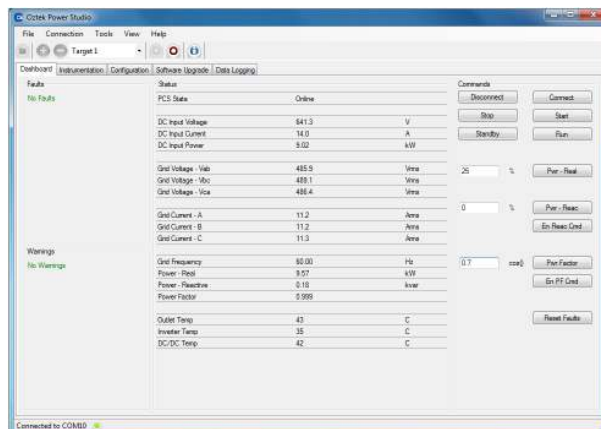 Oztek Power Studio
File Connection Tools View Help
Target 1
Dashboard Instrumentation Configuration Software Upgrade Data Logging
Faults
No Faults
Warnings
No Warnings
Status
PCS State Online
DC Input Voltage 641.3 V
DC Input Current 14.0 A
DC Input Power 9.02 kW
Grid Voltage - Vab 485.9 Vrms
Grid Voltage - Vbc 489.1 Vrms
Grid Voltage - Vca 486.4 Vrms
Grid Current - A 11.2 Arms
Grid Current - B 11.2 Arms
Grid Current - C 11.3 Arms
Grid Frequency 60.00 Hz
Power - Real 9.57 kW
Power - Reactive 0.18 kvar
Power Factor 0.999
Outlet Temp 43 C
Inverter Temp 35 C
DC/DC Temp 42 C
Commands
Disconnect Connect
Stop Start
Standby Run
25 % Pwr - Real
0 % Pwr - Reac
En Reac Cmd
0.7 cos() Pwr Factor
En PF Cmd
Reset Faults
Connected to COM10